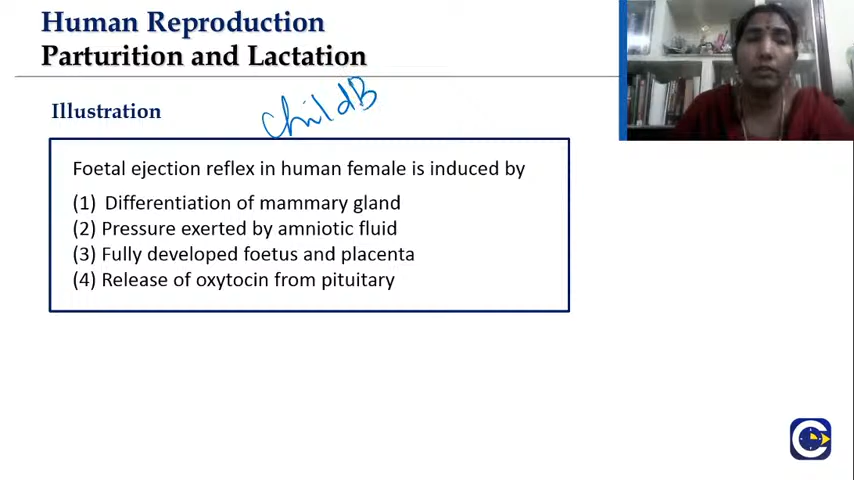 Human Reproduction
Parturition and Lactation
Illustration
childB
Foetal ejection reflex in human female is induced by
(1) Differentiation of mammary gland
(2) Pressure exerted by amniotic fluid
(3) Fully developed foetus and placenta
(4) Release of oxytocin from pituitary